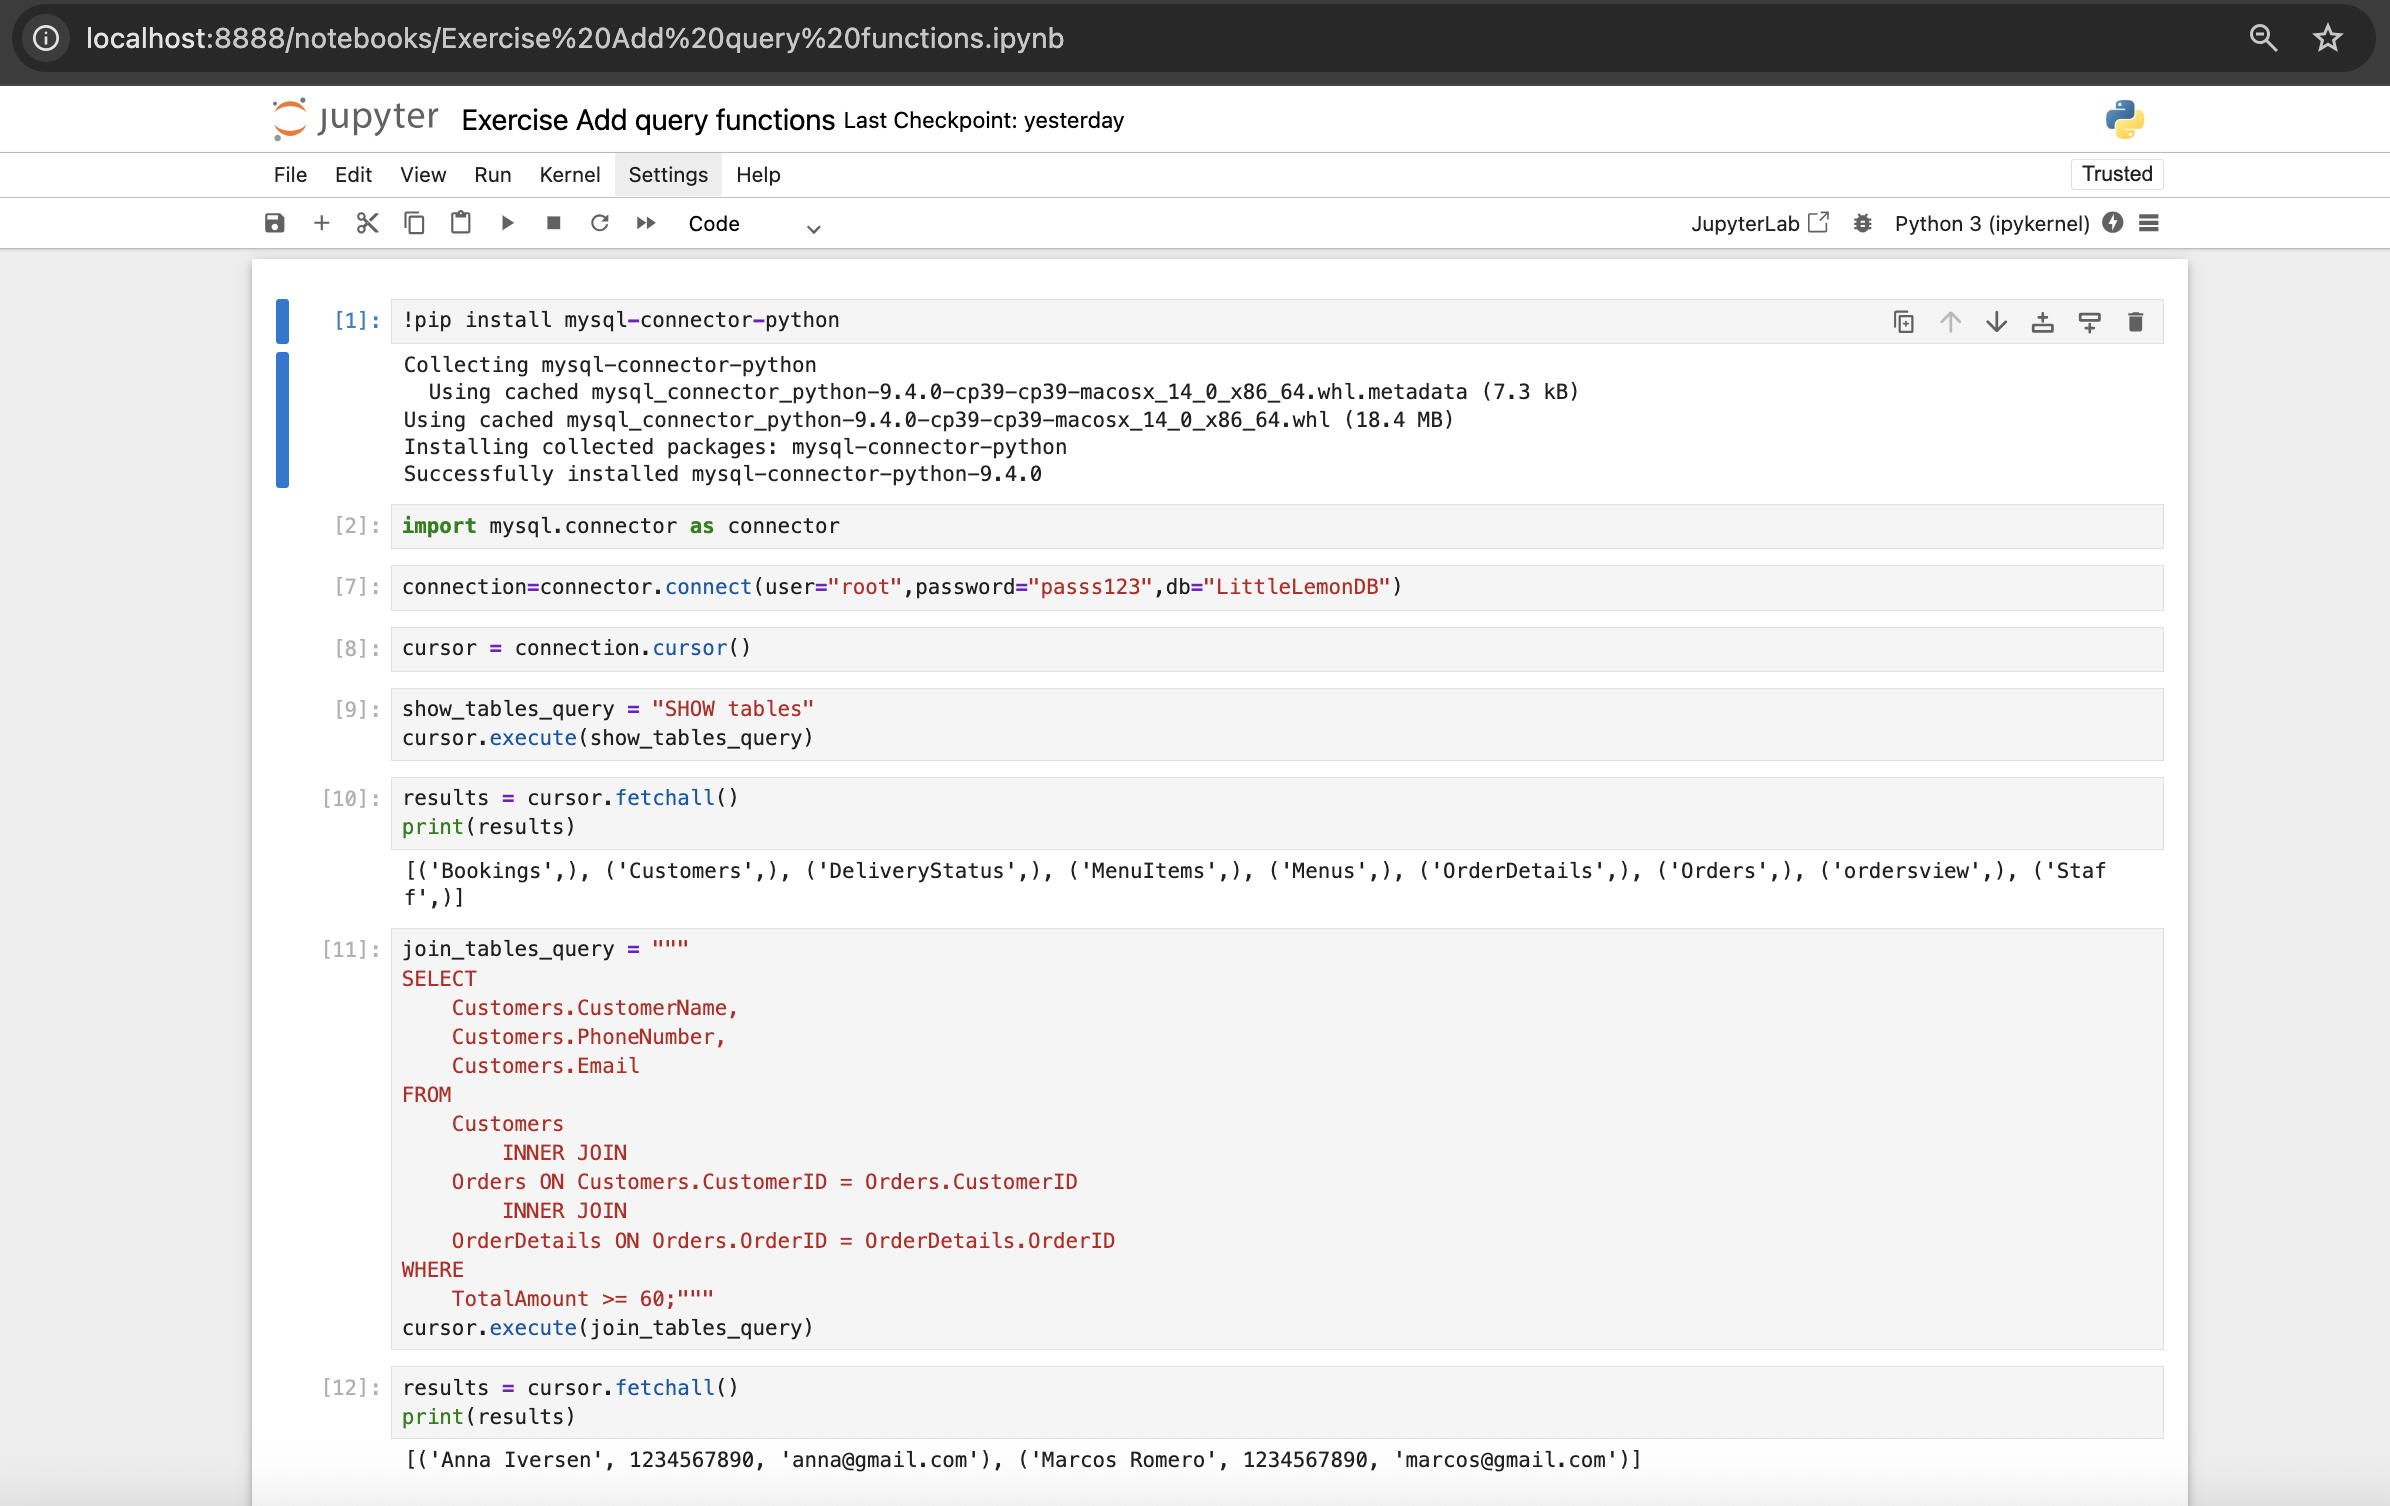 localhost:8888/notebooks/Exercise%20Add%20query%20functions.ipynb
jupyter Exercise Add query functions Last Checkpoint: yesterday
File Edit View Run Kernel Settings Help Trusted
Code JupyterLab Python 3 (ipykernel)
[1]: !pip install mysql-connector-python
Collecting mysql-connector-python
  Using cached mysql_connector_python-9.4.0-cp39-cp39-macosx_14_0_x86_64.whl.metadata (7.3 kB)
Using cached mysql_connector_python-9.4.0-cp39-cp39-macosx_14_0_x86_64.whl (18.4 MB)
Installing collected packages: mysql-connector-python
Successfully installed mysql-connector-python-9.4.0
[2]: import mysql.connector as connector
[7]: connection=connector.connect(user="root",password="passs123",db="LittleLemonDB")
[8]: cursor = connection.cursor()
[9]: show_tables_query = "SHOW tables"
cursor.execute(show_tables_query)
[10]: results = cursor.fetchall()
print(results)
[('Bookings',), ('Customers',), ('DeliveryStatus',), ('MenuItems',), ('Menus',), ('OrderDetails',), ('Orders',), ('ordersview',), ('Staf
f',)]
[11]: join_tables_query = """
SELECT
    Customers.CustomerName,
    Customers.PhoneNumber,
    Customers.Email
FROM
    Customers
        INNER JOIN
    Orders ON Customers.CustomerID = Orders.CustomerID
        INNER JOIN
    OrderDetails ON Orders.OrderID = OrderDetails.OrderID
WHERE
    TotalAmount >= 60;"""
cursor.execute(join_tables_query)
[12]: results = cursor.fetchall()
print(results)
[('Anna Iversen', 1234567890, 'anna@gmail.com'), ('Marcos Romero', 1234567890, 'marcos@gmail.com')]